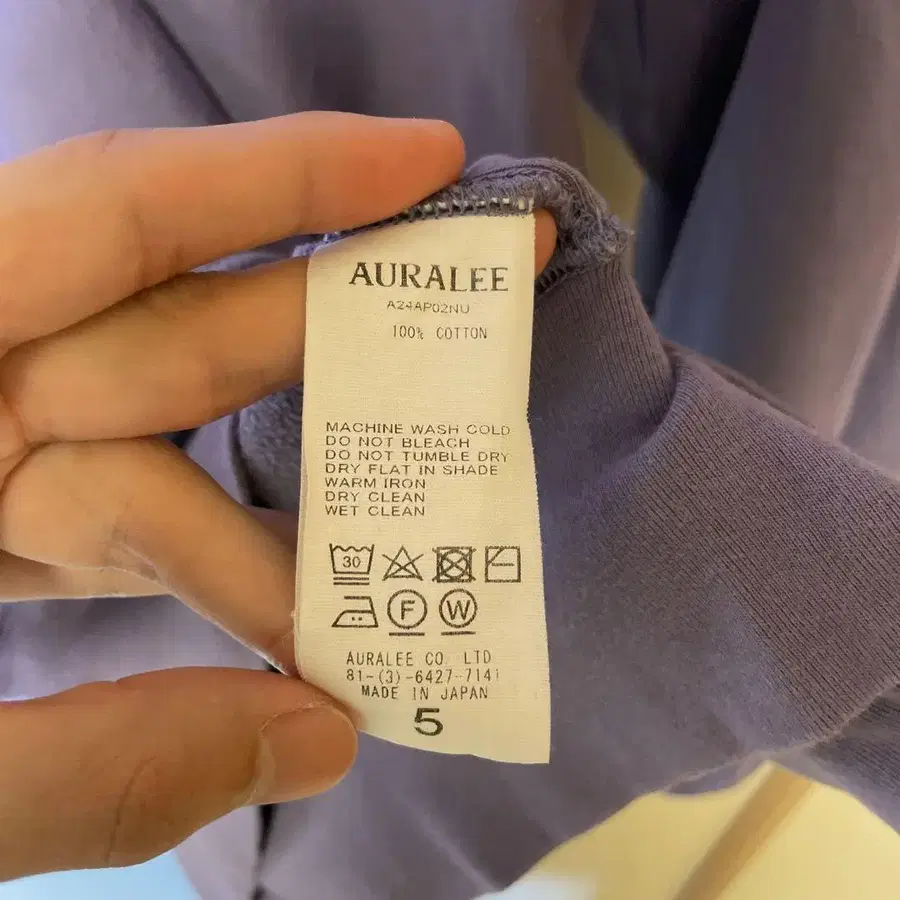 AURALEE
A24AP02NU
100% COTTON
MACHINE WASH COLD
DO NOT BLEACH
DO NOT TUMBLE DRY
DRY FLAT IN SHADE
WARM IRON
DRY CLEAN
WET CLEAN
30
F W
AURALEE CO. LTD
81-(3)-6427-7141
MADE IN JAPAN
5